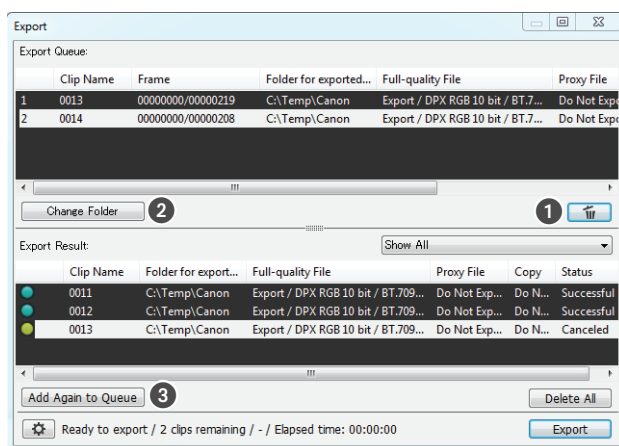 Export
Export Queue:
Clip Name Frame Folder for exported... Full-quality File Proxy File
1 0013 00000000/00000219 C:\Temp\Canon Export / DPX RGB 10 bit / BT.7... Do Not Expo
2 0014 00000000/00000208 C:\Temp\Canon Export / DPX RGB 10 bit / BT.7... Do Not Expo
Change Folder 2 1
Export Result: Show All
Clip Name Folder for export... Full-quality File Proxy File Copy Status
0011 C:\Temp\Canon Export / DPX RGB 10 bit / BT.709... Do Not Exp... Do N... Successful
0012 C:\Temp\Canon Export / DPX RGB 10 bit / BT.709... Do Not Exp... Do N... Successful
0013 C:\Temp\Canon Export / DPX RGB 10 bit / BT.709... Do Not Exp... Do N... Canceled
Add Again to Queue 3 Delete All
Ready to export / 2 clips remaining / - / Elapsed time: 00:00:00 Export